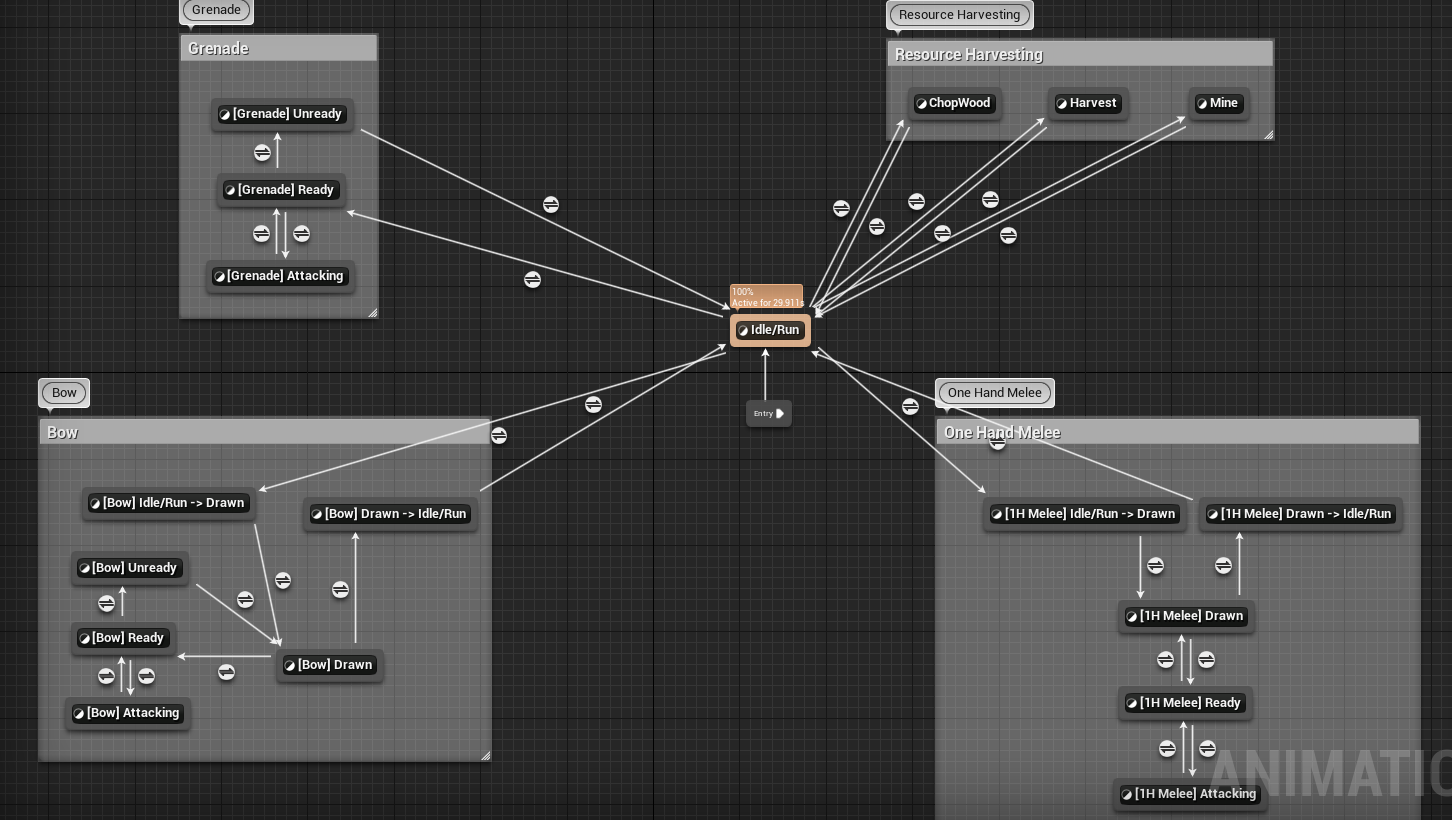 Grenade
Grenade
[Grenade] Unready
[Grenade] Ready
[Grenade] Attacking
Resource Harvesting
Resource Harvesting
ChopWood
Harvest
Mine
100%
Active for 29.911s
Idle/Run
Entry
Bow
Bow
[Bow] Idle/Run -> Drawn
[Bow] Drawn -> Idle/Run
[Bow] Unready
[Bow] Ready
[Bow] Drawn
[Bow] Attacking
One Hand Melee
One Hand Melee
[1H Melee] Idle/Run -> Drawn
[1H Melee] Drawn -> Idle/Run
[1H Melee] Drawn
[1H Melee] Ready
[1H Melee] Attacking
ANIMATIO